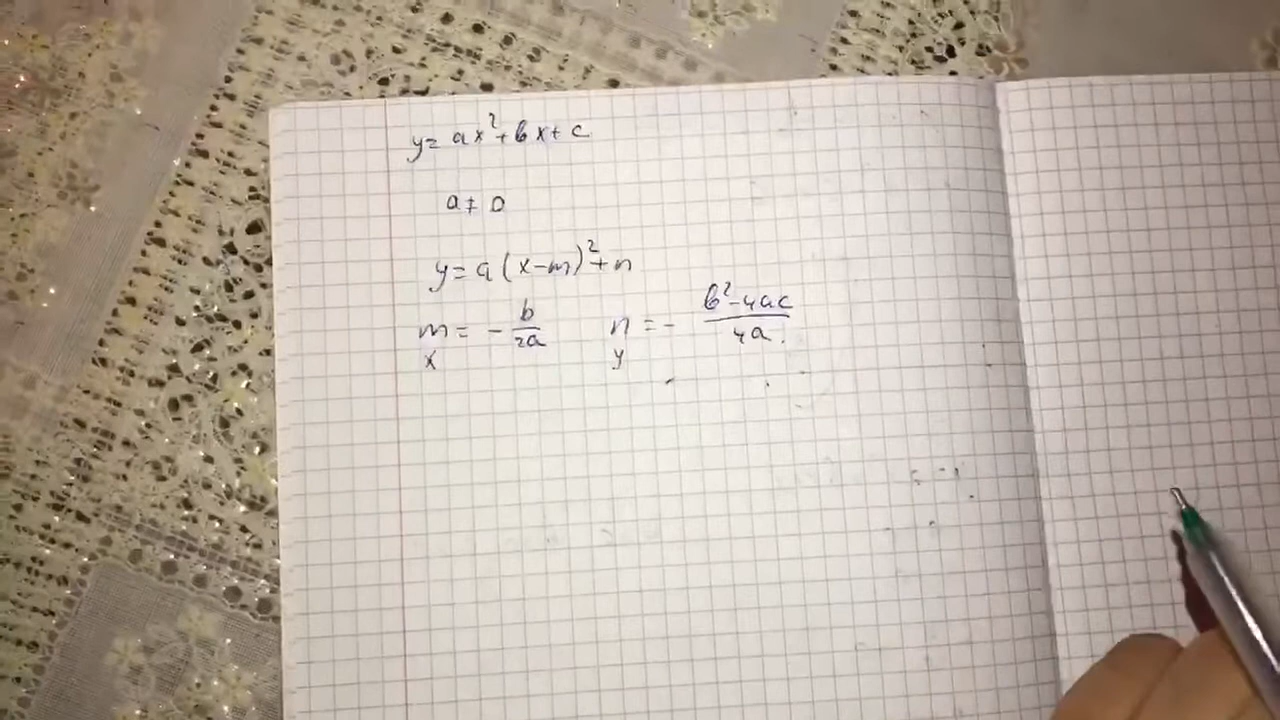 y = ax² + bx + c
a ≠ 0
y = a(x-m)² + n
m = - b/2a n = - b²-4ac/4a.
x y